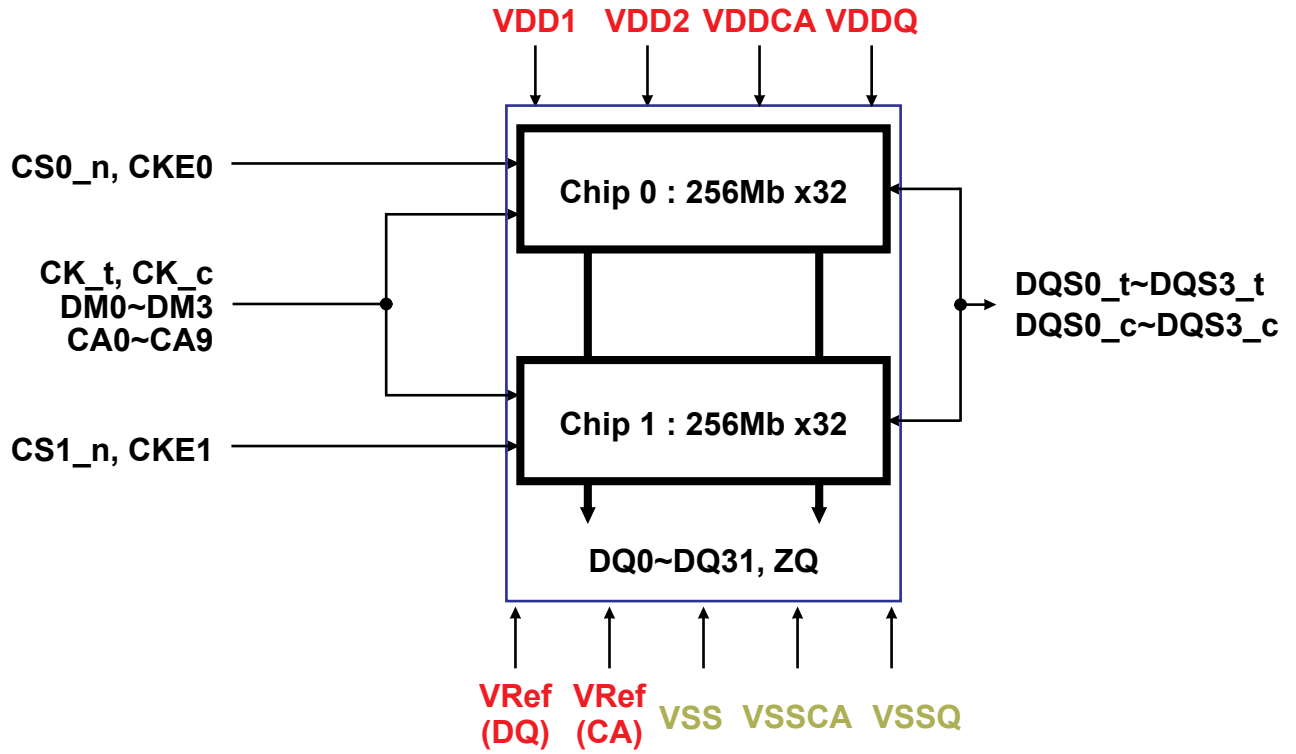 VDD1 VDD2 VDDCA VDDQ
CS0_n, CKE0
Chip 0 : 256Mb x32
CK_t, CK_c
DM0~DM3
CA0~CA9
DQS0_t~DQS3_t
DQS0_c~DQS3_c
Chip 1 : 256Mb x32
CS1_n, CKE1
DQ0~DQ31, ZQ
VRef
(DQ)
VRef
(CA)
VSS VSSCA VSSQ